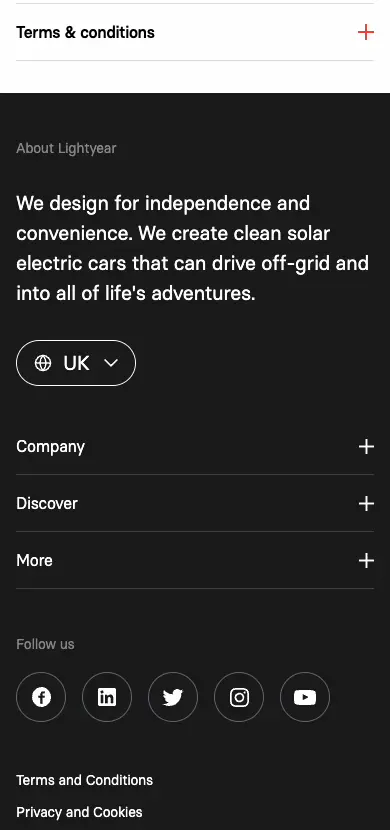 Terms & conditions
About Lightyear
We design for independence and
convenience. We create clean solar
electric cars that can drive off-grid and
into all of life's adventures.
UK
Company
Discover
More
Follow us
Terms and Conditions
Privacy and Cookies